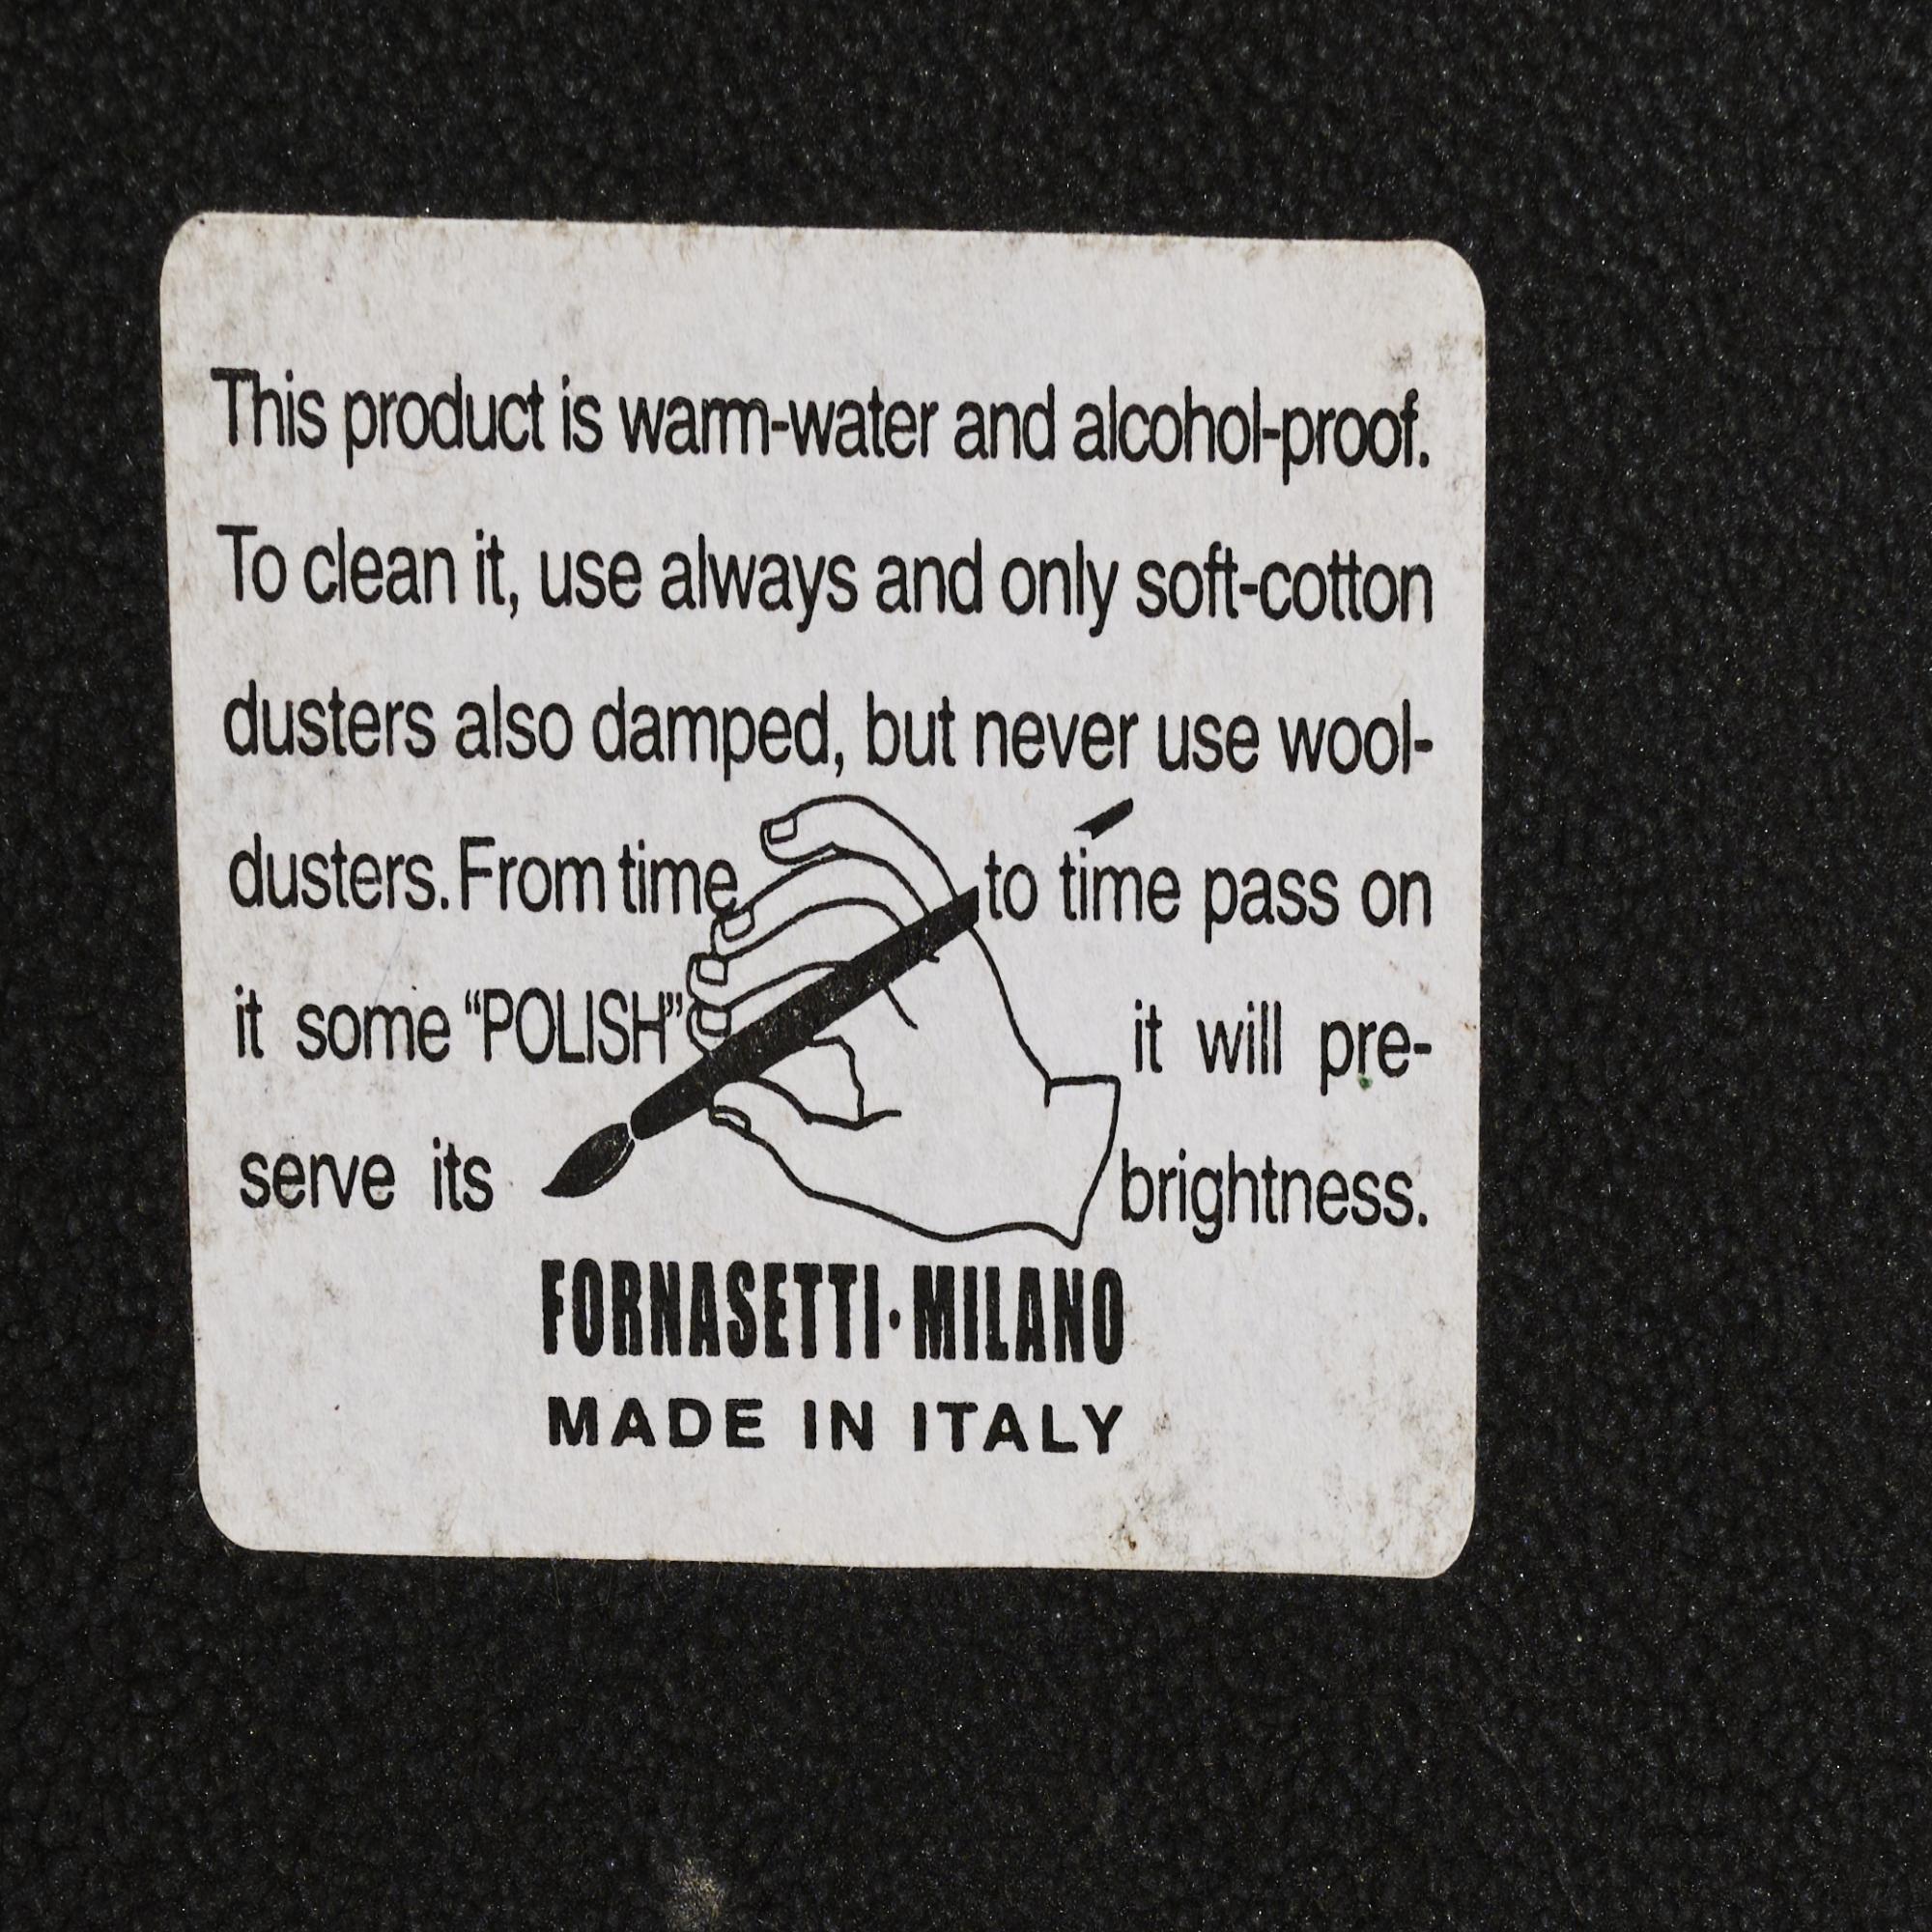 This product is warm-water and alcohol-proof.
To clean it, use always and only soft-cotton
dusters also damped, but never use wool-
dusters. From time to time pass on
it some “POLISH” it will pre-
serve its brightness.
FORNASETTI·MILANO
MADE IN ITALY